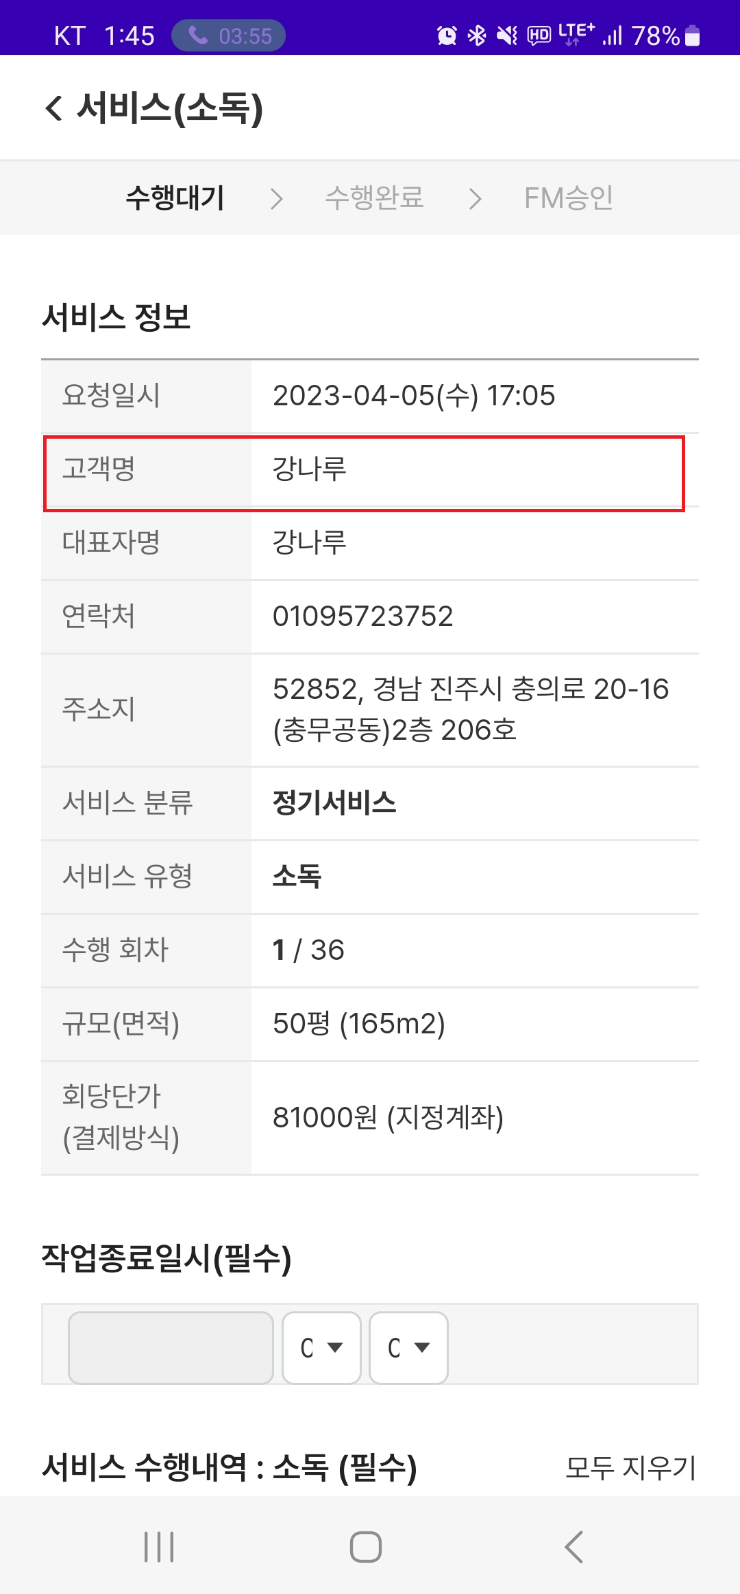 KT 1:45 03:55 HD LTE+ 78%
서비스(소독)
수행대기 > 수행완료 > FM승인
서비스 정보
요청일시 2023-04-05(수) 17:05
고객명 강나루
대표자명 강나루
연락처 01095723752
주소지 52852, 경남 진주시 충의로 20-16
(충무공동)2층 206호
서비스 분류 정기서비스
서비스 유형 소독
수행 회차 1 / 36
규모(면적) 50평 (165m2)
회당단가
(결제방식) 81000원 (지정계좌)
작업종료일시(필수)
서비스 수행내역 : 소독 (필수) 모두 지우기